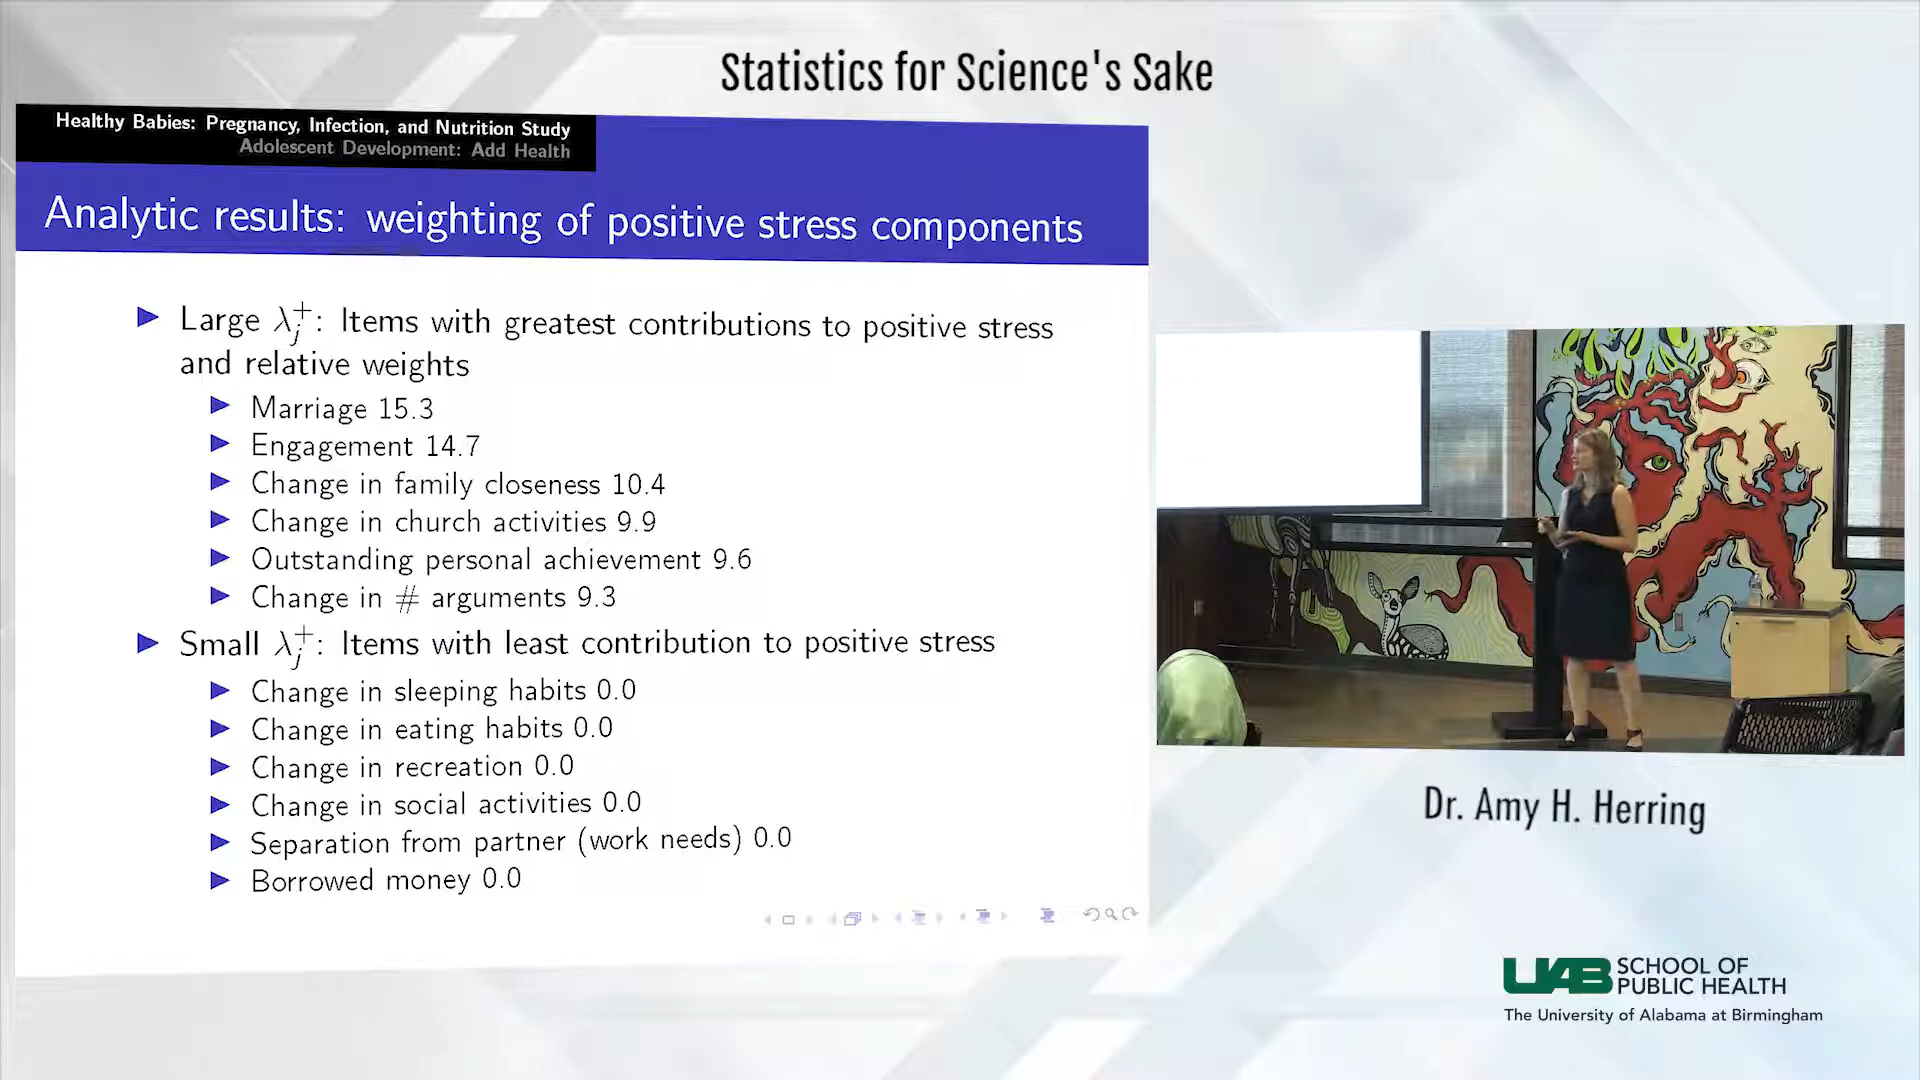 Statistics for Science's Sake
Healthy Babies: Pregnancy, Infection, and Nutrition Study
Adolescent Development: Add Health
Analytic results: weighting of positive stress components
Large λ⁺ⱼ: Items with greatest contributions to positive stress
and relative weights
Marriage 15.3
Engagement 14.7
Change in family closeness 10.4
Change in church activities 9.9
Outstanding personal achievement 9.6
Change in # arguments 9.3
Small λ⁺ⱼ: Items with least contribution to positive stress
Change in sleeping habits 0.0
Change in eating habits 0.0
Change in recreation 0.0
Change in social activities 0.0
Separation from partner (work needs) 0.0
Borrowed money 0.0
Dr. Amy H. Herring
UAB SCHOOL OF
PUBLIC HEALTH
The University of Alabama at Birmingham